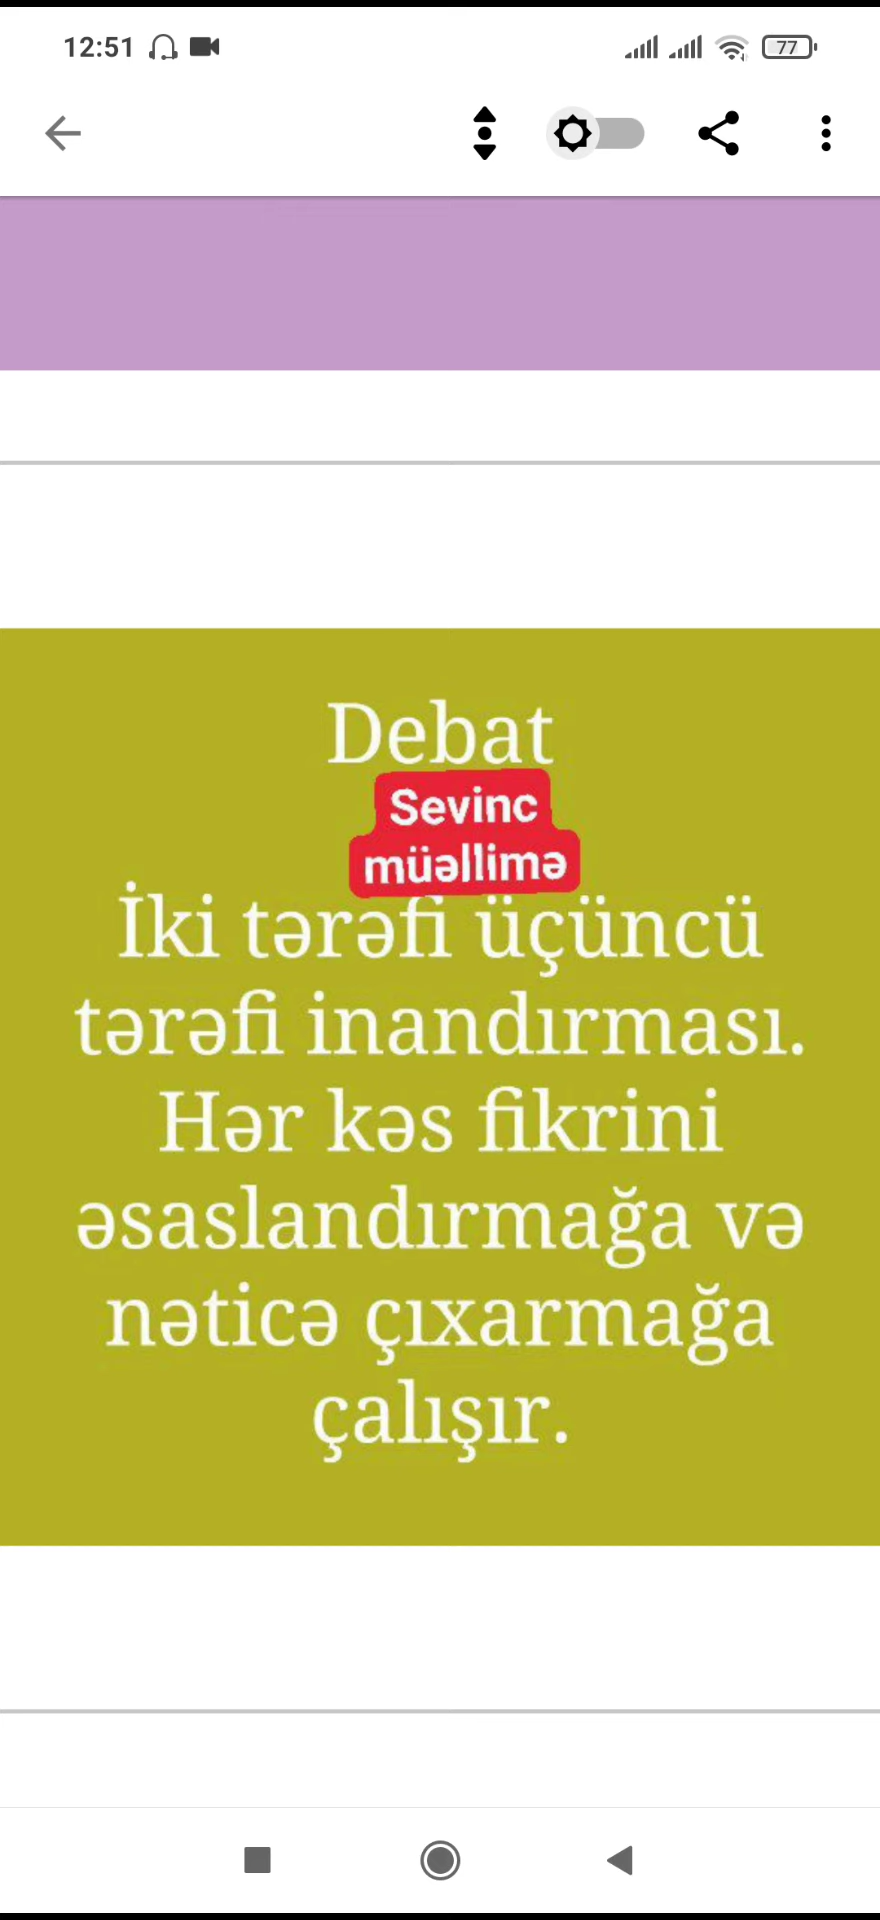 12:51
77
Debat
Sevinc
müəllimə
İki tərəfi üçüncü
tərəfi inandırması.
Hər kəs fikrini
əsaslandırmağa və
nəticə çıxarmağa
çalışır.